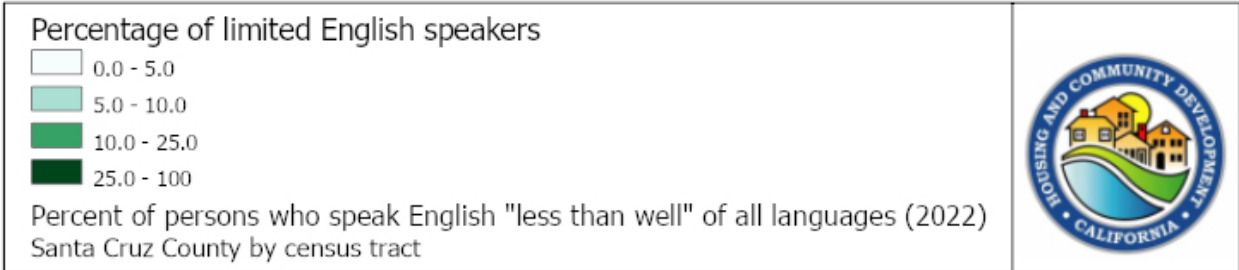 Percentage of limited English speakers
0.0 - 5.0
5.0 - 10.0
10.0 - 25.0
25.0 - 100
Percent of persons who speak English "less than well" of all languages (2022)
Santa Cruz County by census tract
HOUSING AND COMMUNITY DEVELOPMENT
• CALIFORNIA •